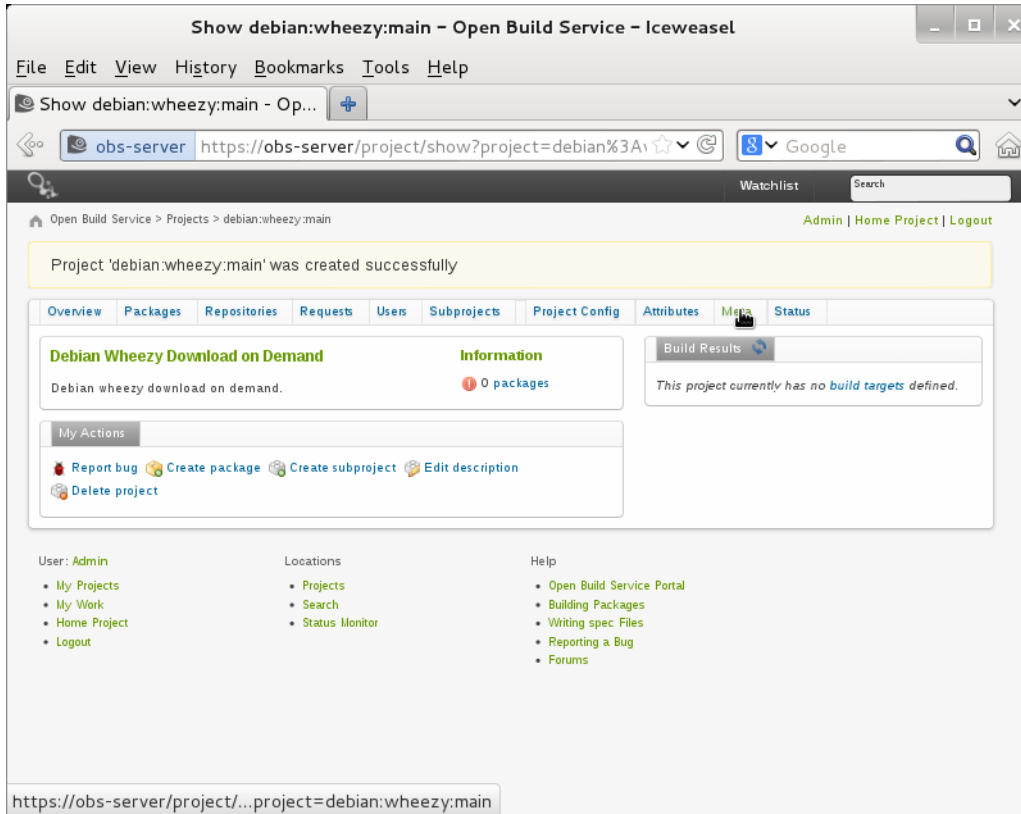 Show debian:wheezy:main – Open Build Service – Iceweasel
File Edit View History Bookmarks Tools Help
Show debian:wheezy:main - Op...
obs-server https://obs-server/project/show?project=debian%3A
Google
Watchlist
Search
Open Build Service > Projects > debian:wheezy:main
Admin | Home Project | Logout
Project 'debian:wheezy:main' was created successfully
Overview Packages Repositories Requests Users Subprojects Project Config Attributes Meta Status
Debian Wheezy Download on Demand
Debian wheezy download on demand.
Information
0 packages
Build Results
This project currently has no build targets defined.
My Actions
Report bug Create package Create subproject Edit description
Delete project
User: Admin
My Projects
My Work
Home Project
Logout
Locations
Projects
Search
Status Monitor
Help
Open Build Service Portal
Building Packages
Writing spec Files
Reporting a Bug
Forums
https://obs-server/project/...project=debian:wheezy:main